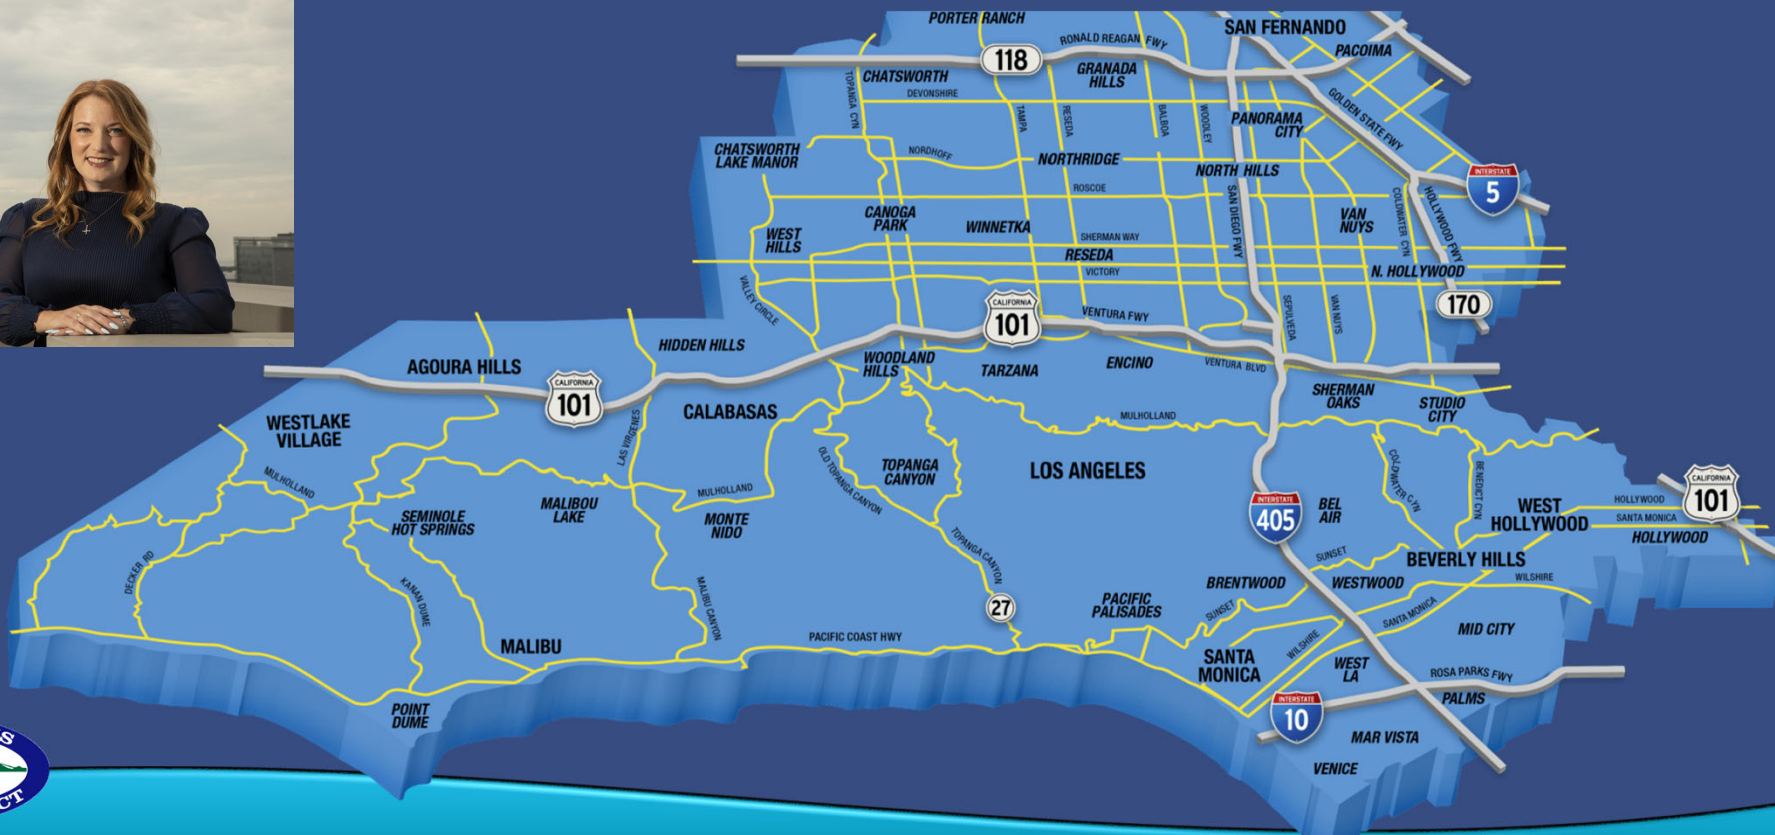 PORTER RANCH
SAN FERNANDO
118
RONALD REAGAN FWY
PACOIMA
TOPANGA CYN
CHATSWORTH
GRANADA
HILLS
DEVONSHIRE
GOLDEN STATE FWY
TAMPA
RESEDA
BALBOA
WOODLEY
PANORAMA
CITY
CHATSWORTH
LAKE MANOR
NORDHOFF
NORTHRIDGE
NORTH HILLS
INTERSTATE
5
ROSCOE
SAN DIEGO FWY
COLDWATER CYN
HOLLYWOOD FWY
CANOGA
PARK
WINNETKA
VAN
NUYS
WEST
HILLS
SHERMAN WAY
RESEDA
VICTORY
N. HOLLYWOOD
VALLEY CIRCLE
CALIFORNIA
101
VENTURA FWY
SEPULVEDA
VAN NUYS
170
HIDDEN HILLS
AGOURA HILLS
WOODLAND
HILLS
TARZANA
ENCINO
VENTURA BLVD
CALIFORNIA
101
SHERMAN
OAKS
STUDIO
CITY
WESTLAKE
VILLAGE
LAS VIRGENES
CALABASAS
MULHOLLAND
OLD TOPANGA CANYON
TOPANGA
CANYON
LOS ANGELES
COLDWATER CYN
BENEDICT CYN
MULHOLLAND
MULHOLLAND
CALIFORNIA
101
MALIBOU
LAKE
SEMINOLE
HOT SPRINGS
MONTE
NIDO
INTERSTATE
405
BEL
AIR
WEST
HOLLYWOOD
HOLLYWOOD
SANTA MONICA
HOLLYWOOD
DECKER RD
KANAN DUME
MALIBU CANYON
TOPANGA CANYON
27
SUNSET
BEVERLY HILLS
BRENTWOOD
WESTWOOD
WILSHIRE
PACIFIC
PALISADES
SUNSET
SANTA MONICA
MID CITY
MALIBU
PACIFIC COAST HWY
WILSHIRE
SANTA
MONICA
WEST
LA
ROSA PARKS FWY
POINT
DUME
INTERSTATE
10
PALMS
MAR VISTA
VENICE